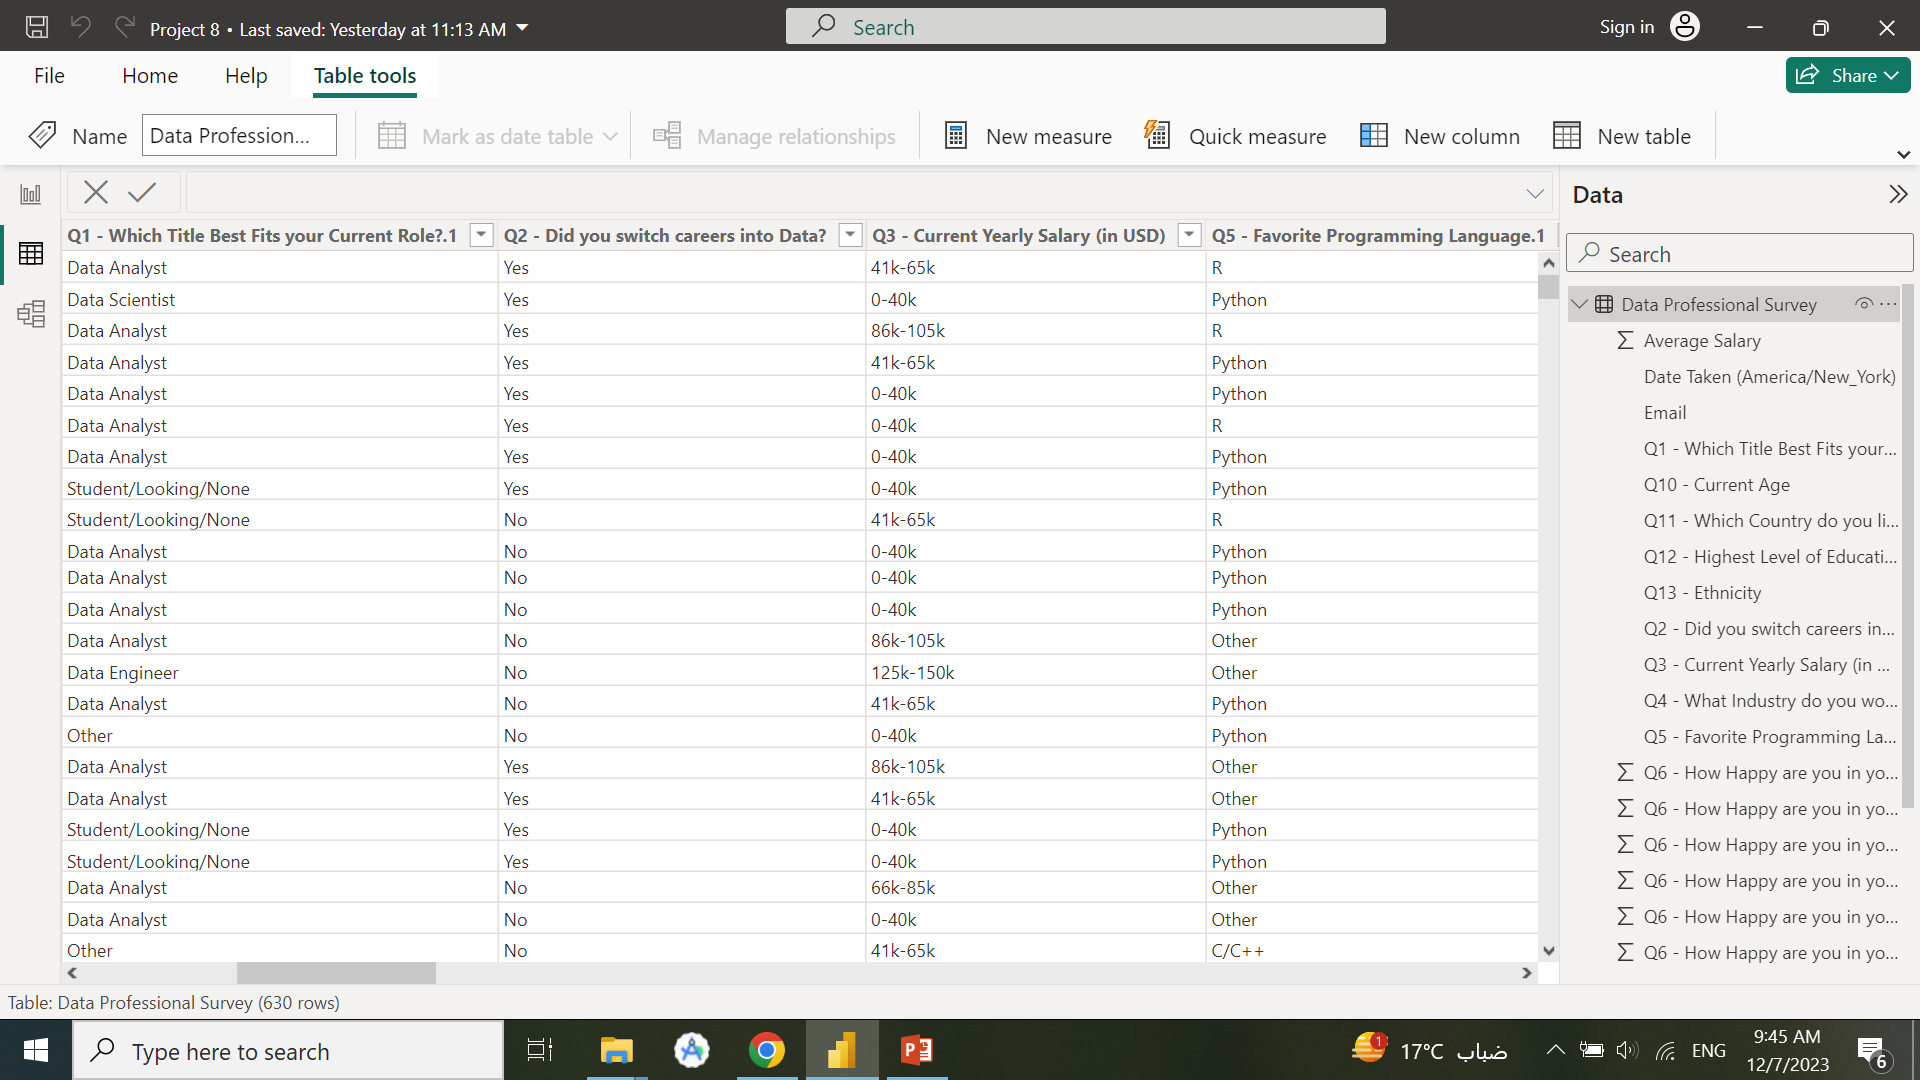 Project 8 • Last saved: Yesterday at 11:13 AM
Search
Sign in
File Home Help Table tools
Share
Name Data Profession... Mark as date table Manage relationships New measure Quick measure New column New table
Q1 - Which Title Best Fits your Current Role?.1 Q2 - Did you switch careers into Data? Q3 - Current Yearly Salary (in USD) Q5 - Favorite Programming Language.1
Data Analyst Yes 41k-65k R
Data Scientist Yes 0-40k Python
Data Analyst Yes 86k-105k R
Data Analyst Yes 41k-65k Python
Data Analyst Yes 0-40k Python
Data Analyst Yes 0-40k R
Data Analyst Yes 0-40k Python
Student/Looking/None Yes 0-40k Python
Student/Looking/None No 41k-65k R
Data Analyst No 0-40k Python
Data Analyst No 0-40k Python
Data Analyst No 0-40k Python
Data Analyst No 86k-105k Other
Data Engineer No 125k-150k Other
Data Analyst No 41k-65k Python
Other No 0-40k Python
Data Analyst Yes 86k-105k Other
Data Analyst Yes 41k-65k Other
Student/Looking/None Yes 0-40k Python
Student/Looking/None Yes 0-40k Python
Data Analyst No 66k-85k Other
Data Analyst No 0-40k Other
Other No 41k-65k C/C++
Data
Search
Data Professional Survey
Average Salary
Date Taken (America/New_York)
Email
Q1 - Which Title Best Fits your...
Q10 - Current Age
Q11 - Which Country do you li...
Q12 - Highest Level of Educati...
Q13 - Ethnicity
Q2 - Did you switch careers in...
Q3 - Current Yearly Salary (in ...
Q4 - What Industry do you wo...
Q5 - Favorite Programming La...
Q6 - How Happy are you in yo...
Q6 - How Happy are you in yo...
Q6 - How Happy are you in yo...
Q6 - How Happy are you in yo...
Q6 - How Happy are you in yo...
Q6 - How Happy are you in yo...
Table: Data Professional Survey (630 rows)
Type here to search
1
17°C ضباب
ENG
9:45 AM
12/7/2023
6